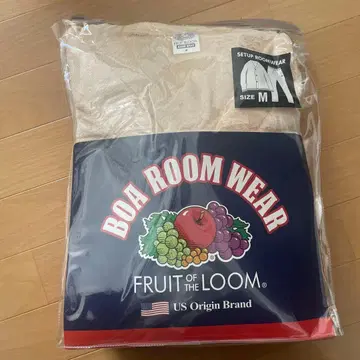 SETUP ROOMWEAR
SIZE M
BOA ROOM WEAR
FRUIT OF THE LOOM®
US Origin Brand